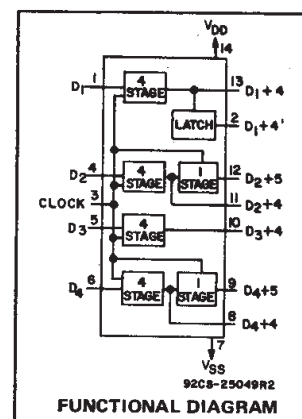 VDD
14
D1 1 4 STAGE 13 D1+4
LATCH 2 D1+4'
D2 4 4 STAGE 1 STAGE 12 D2+5
11 D2+4
CLOCK 3
D3 5 4 STAGE 10 D3+4
D4 6 4 STAGE 1 STAGE 9 D4+5
8 D4+4
7
VSS
92CS-25049R2
FUNCTIONAL DIAGRAM